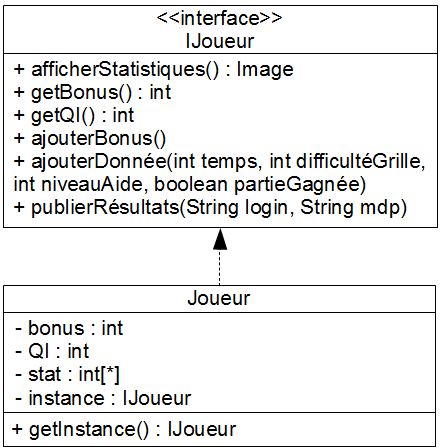 <<interface>>
IJoueur
+ afficherStatistiques() : Image
+ getBonus() : int
+ getQI() : int
+ ajouterBonus()
+ ajouterDonnée(int temps, int difficultéGrille,
int niveauAide, boolean partieGagnée)
+ publierRésultats(String login, String mdp)
Joueur
- bonus : int
- QI : int
- stat : int[*]
- instance : IJoueur
+ getInstance() : IJoueur